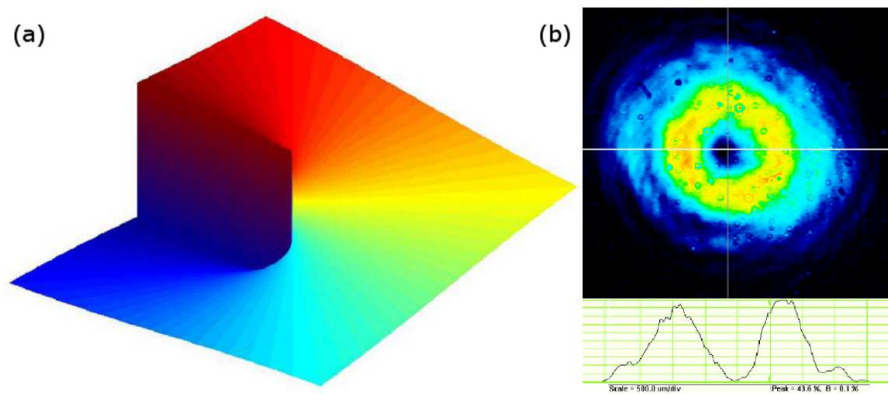 (a)
(b)
Scale = 500.0 um/div
Peak = 43.6 %, B = 0.1 %